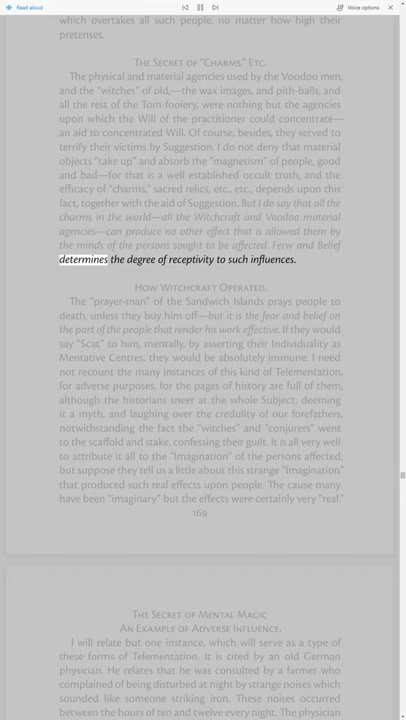 Read aloud
Voice options
which overtakes all such people, no matter how high their
pretenses.
The Secret of "Charms," Etc.
The physical and material agencies used by the Voodoo men,
and the "witches" of old,—the wax images, and pith-balls, and
all the rest of the Tom-foolery, were nothing but the agencies
upon which the Will of the practitioner could concentrate—
an aid to concentrated Will. Of course, besides, they served to
terrify their victims by Suggestion. I do not deny that material
objects "take up" and absorb the "magnetism" of people, good
and bad—for that is a well established occult truth, and the
efficacy of "charms," sacred relics, etc., etc., depends upon this
fact, together with the aid of Suggestion. But I do say that all the
charms in the world—all the Witchcraft and Voodoo material
agencies—can produce no other effect that is allowed them by
the minds of the persons sought to be affected. Ferw and Belief
determines the degree of receptivity to such influences.
How Witchcraft Operated.
The "prayer-man" of the Sandwich Islands prays people to
death, unless they buy him off—but it is the fear and belief on
the part of the people that render his work effective. If they would
say "Scat" to him, mentally, by asserting their Individuality as
Mentative Centres, they would be absolutely immune. I need
not recount the many instances of this kind of Telementation,
for adverse purposes, for the pages of history are full of them,
although the historians sneer at the whole Subject, deeming
it a myth, and laughing over the credulity of our forefathers,
notwithstanding the fact the "witches" and "conjurers" went
to the scaffold and stake, confessing their guilt. It is all very well
to attribute it all to the "Imagination" of the persons affected,
but suppose they tell us a little about this strange "Imagination"
that produced such real effects upon people. The cause many
have been "imaginary" but the effects were certainly very "real."
169
The Secret of Mental Magic
An Example of Adverse Influence.
I will relate but one instance, which will serve as a type of
these forms of Telementation. It is cited by an old German
physician. He relates that he was consulted by a farmer who
complained of being disturbed at night by strange noises which
sounded like someone striking iron. These noises occurred
between the hours of ten and twelve every night. The physician